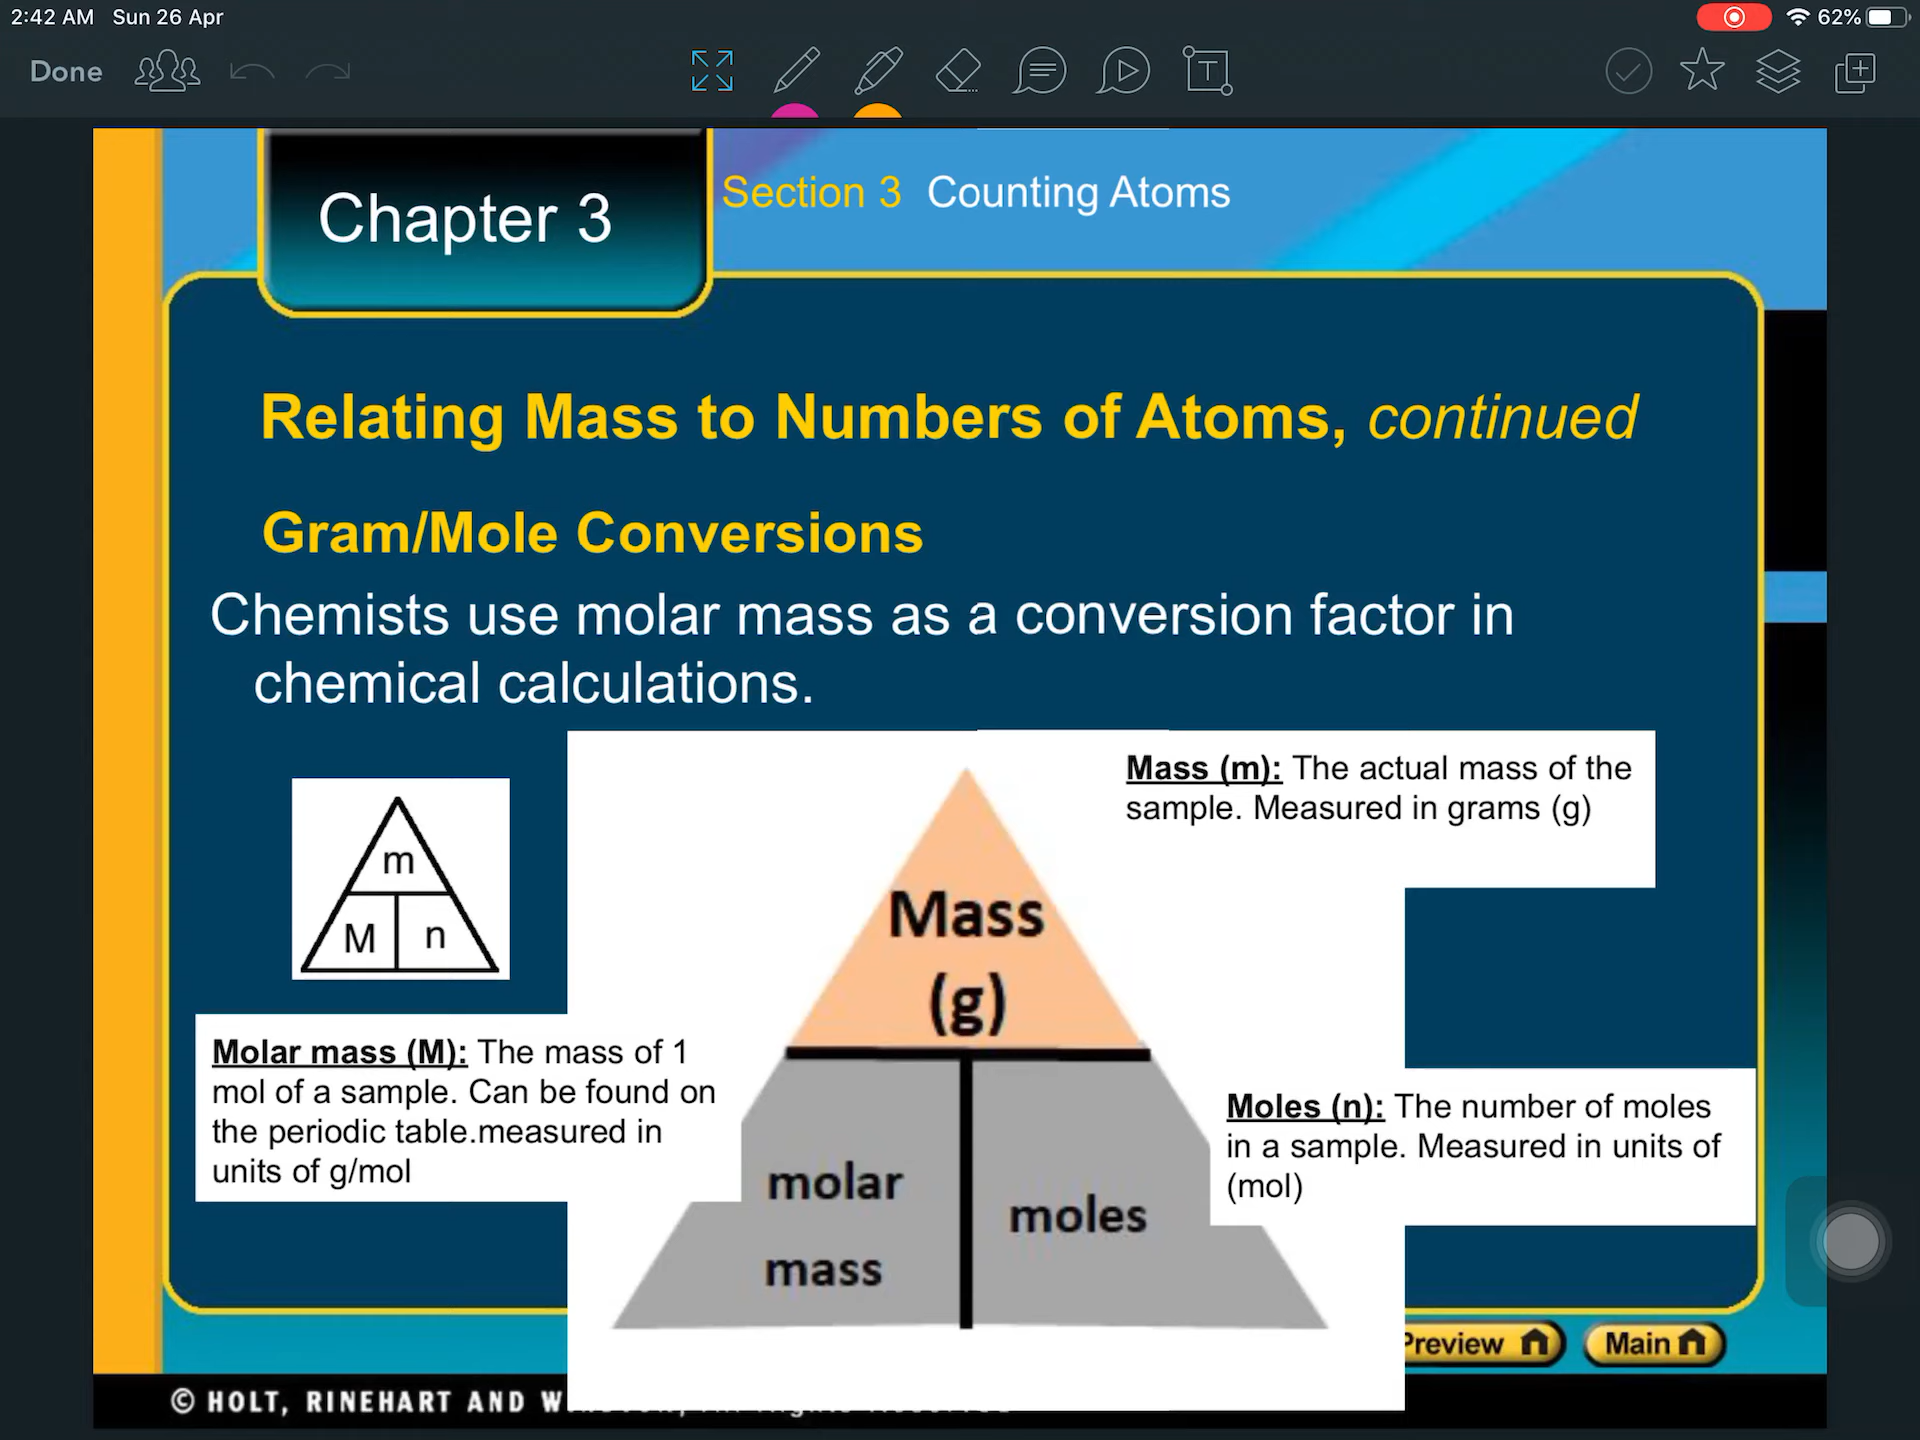 2:42 AM Sun 26 Apr
62%
Done
T
Chapter 3
Section 3 Counting Atoms
Relating Mass to Numbers of Atoms, continued
Gram/Mole Conversions
Chemists use molar mass as a conversion factor in
chemical calculations.
Mass (m): The actual mass of the
sample. Measured in grams (g)
m
M n
Mass
(g)
Molar mass (M): The mass of 1
mol of a sample. Can be found on
the periodic table.measured in
units of g/mol
molar
mass
moles
Moles (n): The number of moles
in a sample. Measured in units of
(mol)
Preview
Main
© HOLT, RINEHART AND